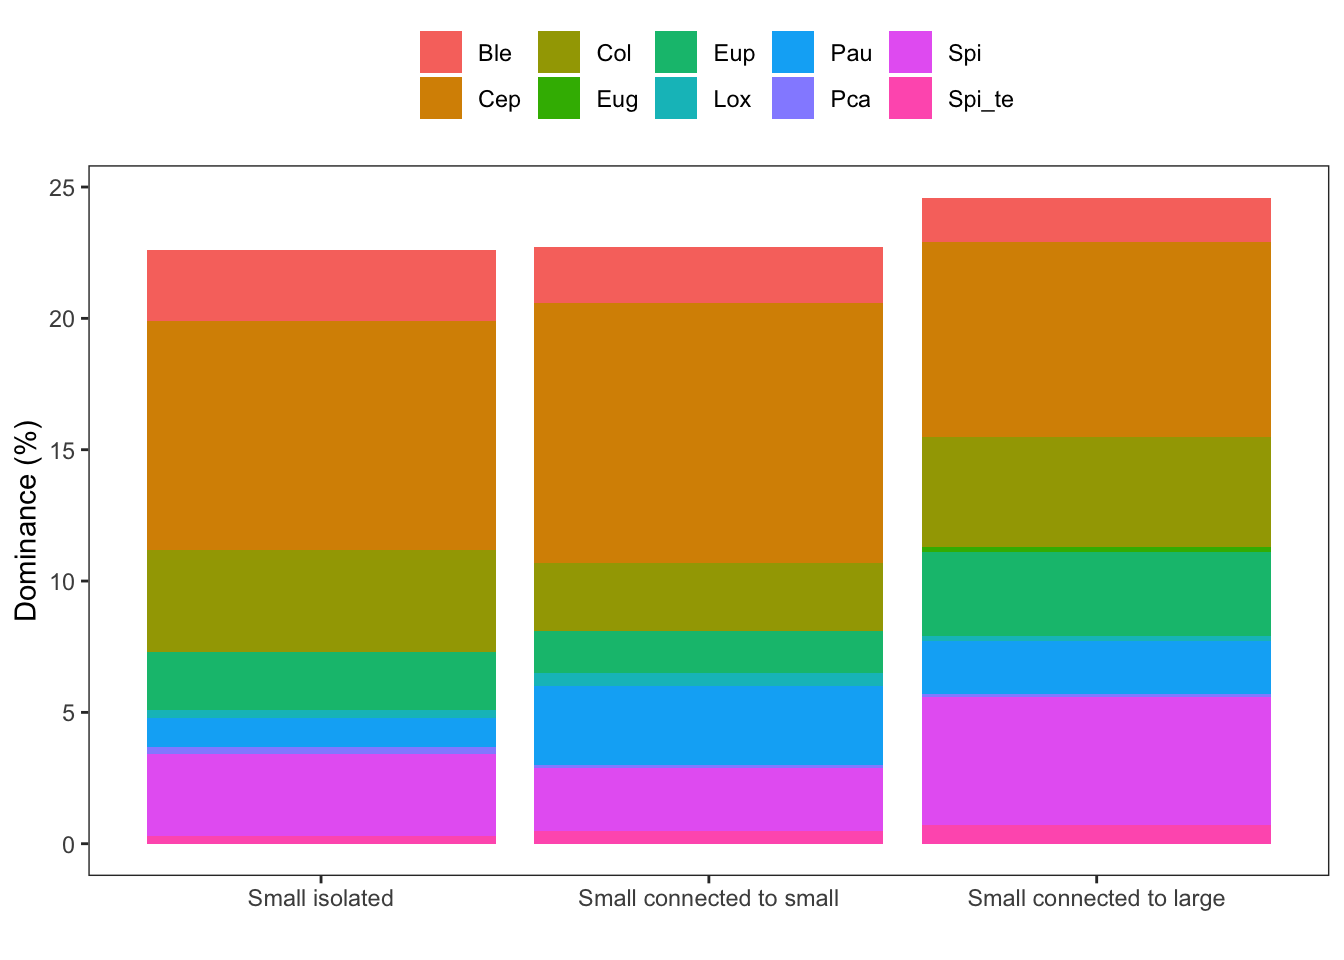 Ble Col Eup Pau Spi
Cep Eug Lox Pca Spi_te
25
20
15
10
5
0
Dominance (%)
Small isolated Small connected to small Small connected to large